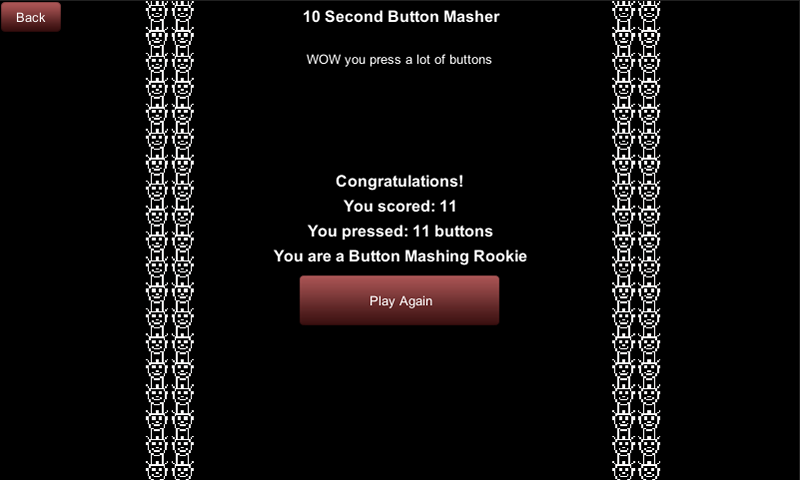 Back
10 Second Button Masher
WOW you press a lot of buttons
Congratulations!
You scored: 11
You pressed: 11 buttons
You are a Button Mashing Rookie
Play Again